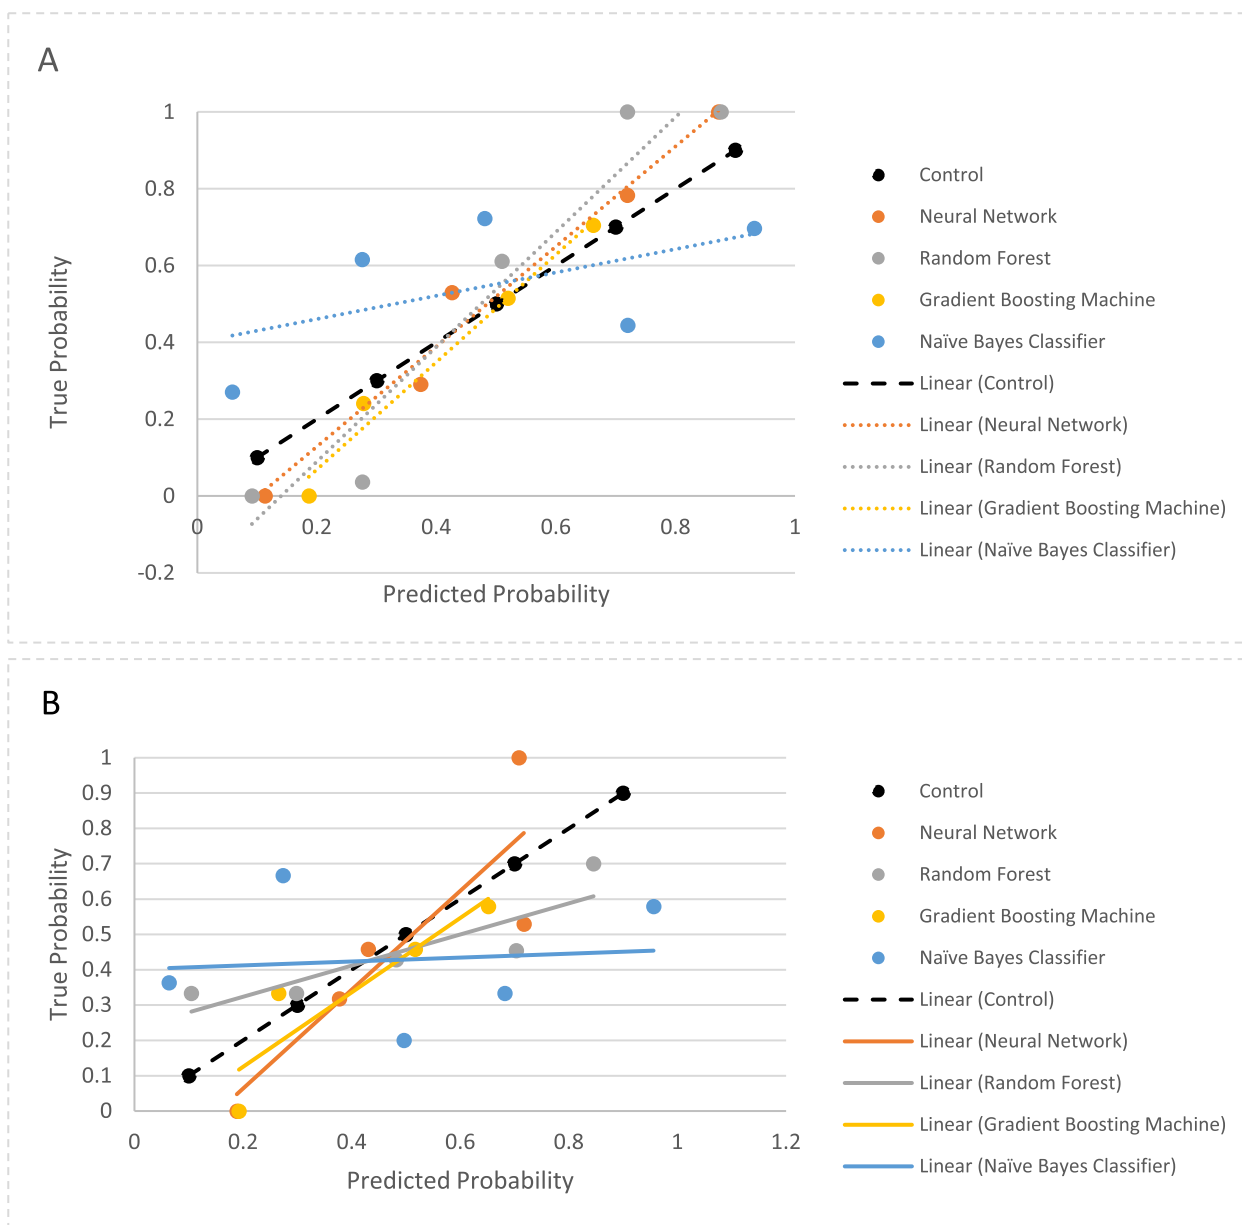 A
True Probability
1
0.8
0.6
0.4
0.2
0
-0.2
0 0.2 0.4 0.6 0.8 1
Predicted Probability
Control
Neural Network
Random Forest
Gradient Boosting Machine
Naïve Bayes Classifier
Linear (Control)
Linear (Neural Network)
Linear (Random Forest)
Linear (Gradient Boosting Machine)
Linear (Naïve Bayes Classifier)
B
True Probability
1
0.9
0.8
0.7
0.6
0.5
0.4
0.3
0.2
0.1
0
0 0.2 0.4 0.6 0.8 1 1.2
Predicted Probability
Control
Neural Network
Random Forest
Gradient Boosting Machine
Naïve Bayes Classifier
Linear (Control)
Linear (Neural Network)
Linear (Random Forest)
Linear (Gradient Boosting Machine)
Linear (Naïve Bayes Classifier)